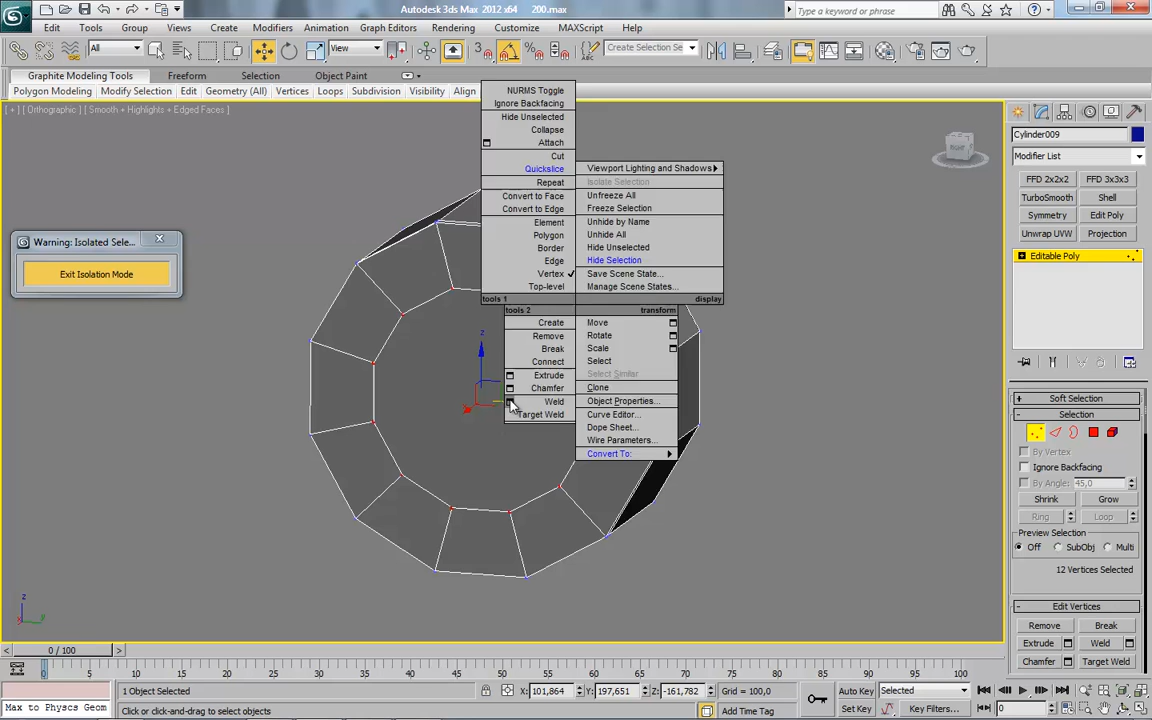 Autodesk 3ds Max 2012 x64 200.max
Type a keyword or phrase
Edit Tools Group Views Create Modifiers Animation Graph Editors Rendering Customize MAXScript Help
All View Create Selection Se
Graphite Modeling Tools Freeform Selection Object Paint
Polygon Modeling Modify Selection Edit Geometry (All) Vertices Loops Subdivision Visibility Align
[ + ] [ Orthographic ] [ Smooth + Highlights + Edged Faces ]
Warning: Isolated Sele...
Exit Isolation Mode
NURMS Toggle
Ignore Backfacing
Hide Unselected
Collapse
Attach
Cut
Quickslice
Repeat
Convert to Face
Convert to Edge
Element
Polygon
Border
Edge
Vertex
Top-level
tools 1
Viewport Lighting and Shadows
Isolate Selection
Unfreeze All
Freeze Selection
Unhide by Name
Unhide All
Hide Unselected
Hide Selection
Save Scene State...
Manage Scene States...
display
tools 2
Create
Remove
Break
Connect
Extrude
Chamfer
Weld
Target Weld
transform
Move
Rotate
Scale
Select
Select Similar
Clone
Object Properties...
Curve Editor...
Dope Sheet...
Wire Parameters...
Convert To:
z
z
y
Cylinder009
Modifier List
FFD 2x2x2 FFD 3x3x3
TurboSmooth Shell
Symmetry Edit Poly
Unwrap UVW Projection
Editable Poly
+ Soft Selection
- Selection
By Vertex
Ignore Backfacing
By Angle: 45,0
Shrink Grow
Ring Loop
Preview Selection
Off SubObj Multi
12 Vertices Selected
- Edit Vertices
Remove Break
Extrude Weld
Chamfer Target Weld
0 / 100
0 5 10 15 20 25 30 35 40 45 50 55 60 65 70 75 80 85 90 95 100
1 Object Selected X: 101,864 Y: 197,651 Z: -161,782 Grid = 100,0 Auto Key Selected
Max to Physics Geom Click or click-and-drag to select objects Add Time Tag Set Key Key Filters... 0